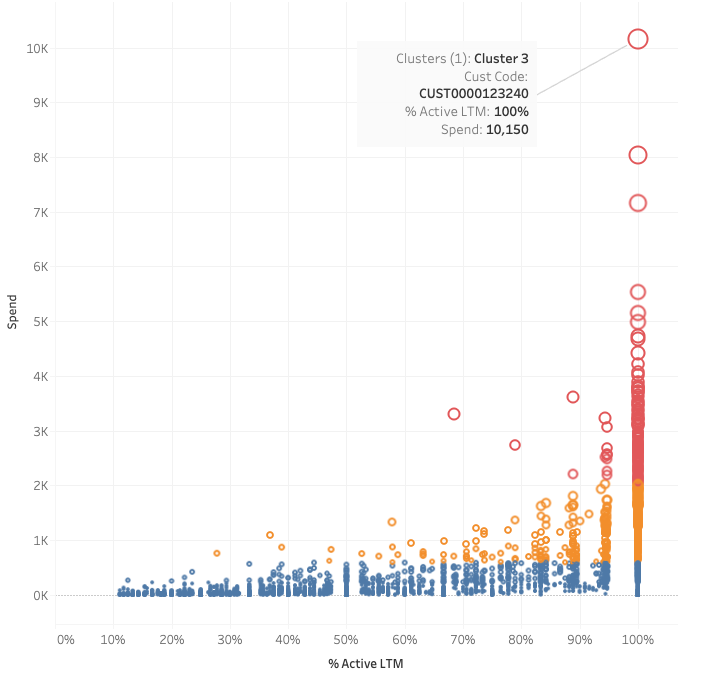 10K
9K
8K
7K
6K
5K
4K
3K
2K
1K
0K
Spend
Clusters (1): Cluster 3
Cust Code:
CUST0000123240
% Active LTM: 100%
Spend: 10,150
0% 10% 20% 30% 40% 50% 60% 70% 80% 90% 100%
% Active LTM